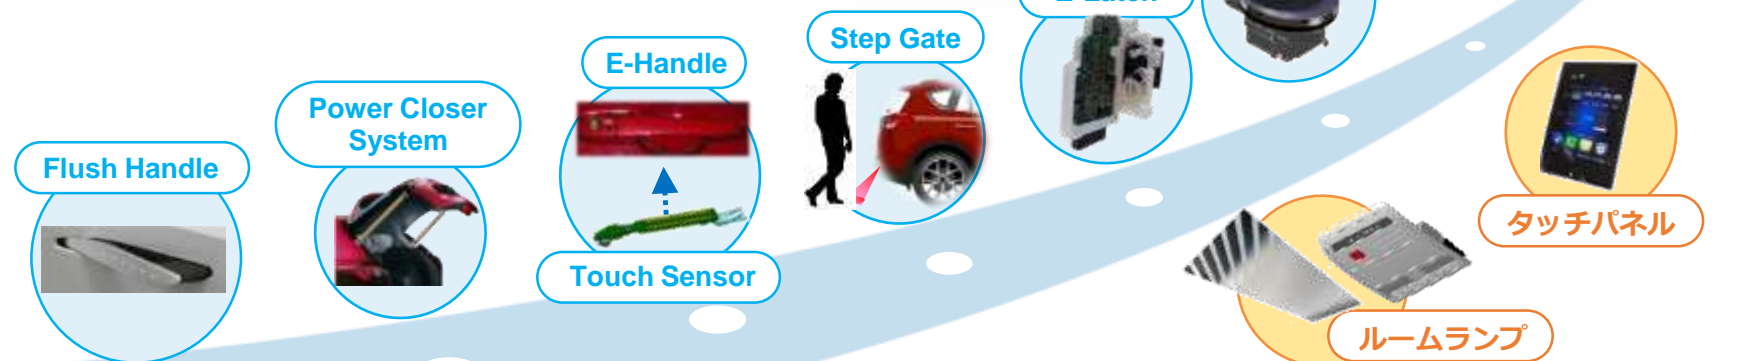 Step Gate
E-Handle
Power Closer
System
Flush Handle
Touch Sensor
タッチパネル
ルームランプ